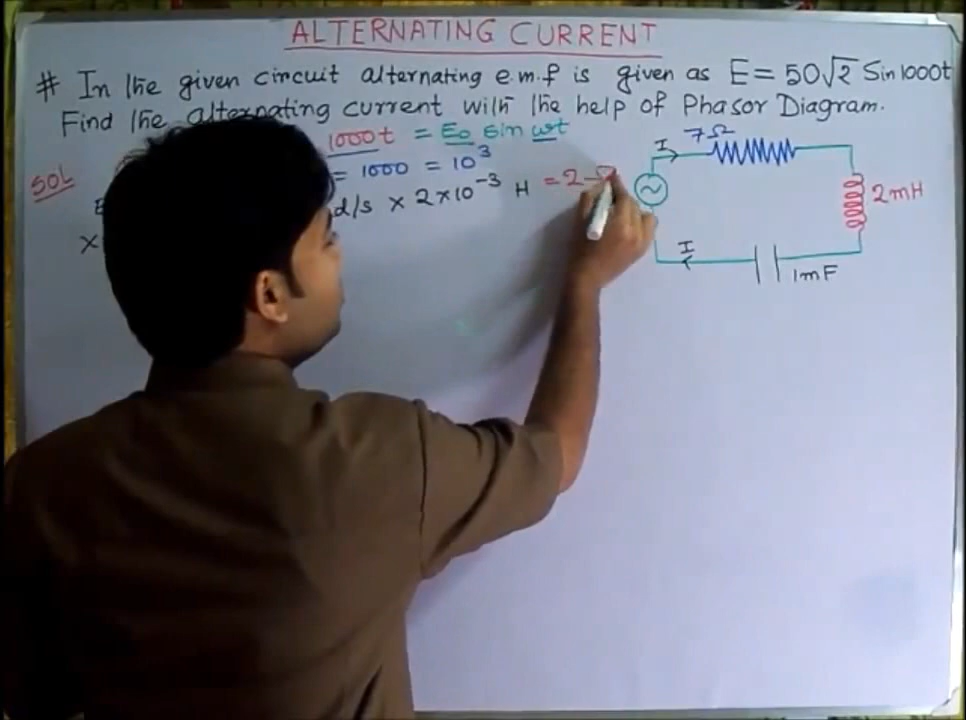 ALTERNATING CURRENT
# In the given circuit alternating e.m.f is given as E = 50√2 Sin 1000t
Find the alternating current with the help of Phasor Diagram.
SOL
1000t = E₀ sin ωt
= 1000 = 10³
d/s × 2×10⁻³ H = 2
X
I
7Ω
2mH
I
1mF